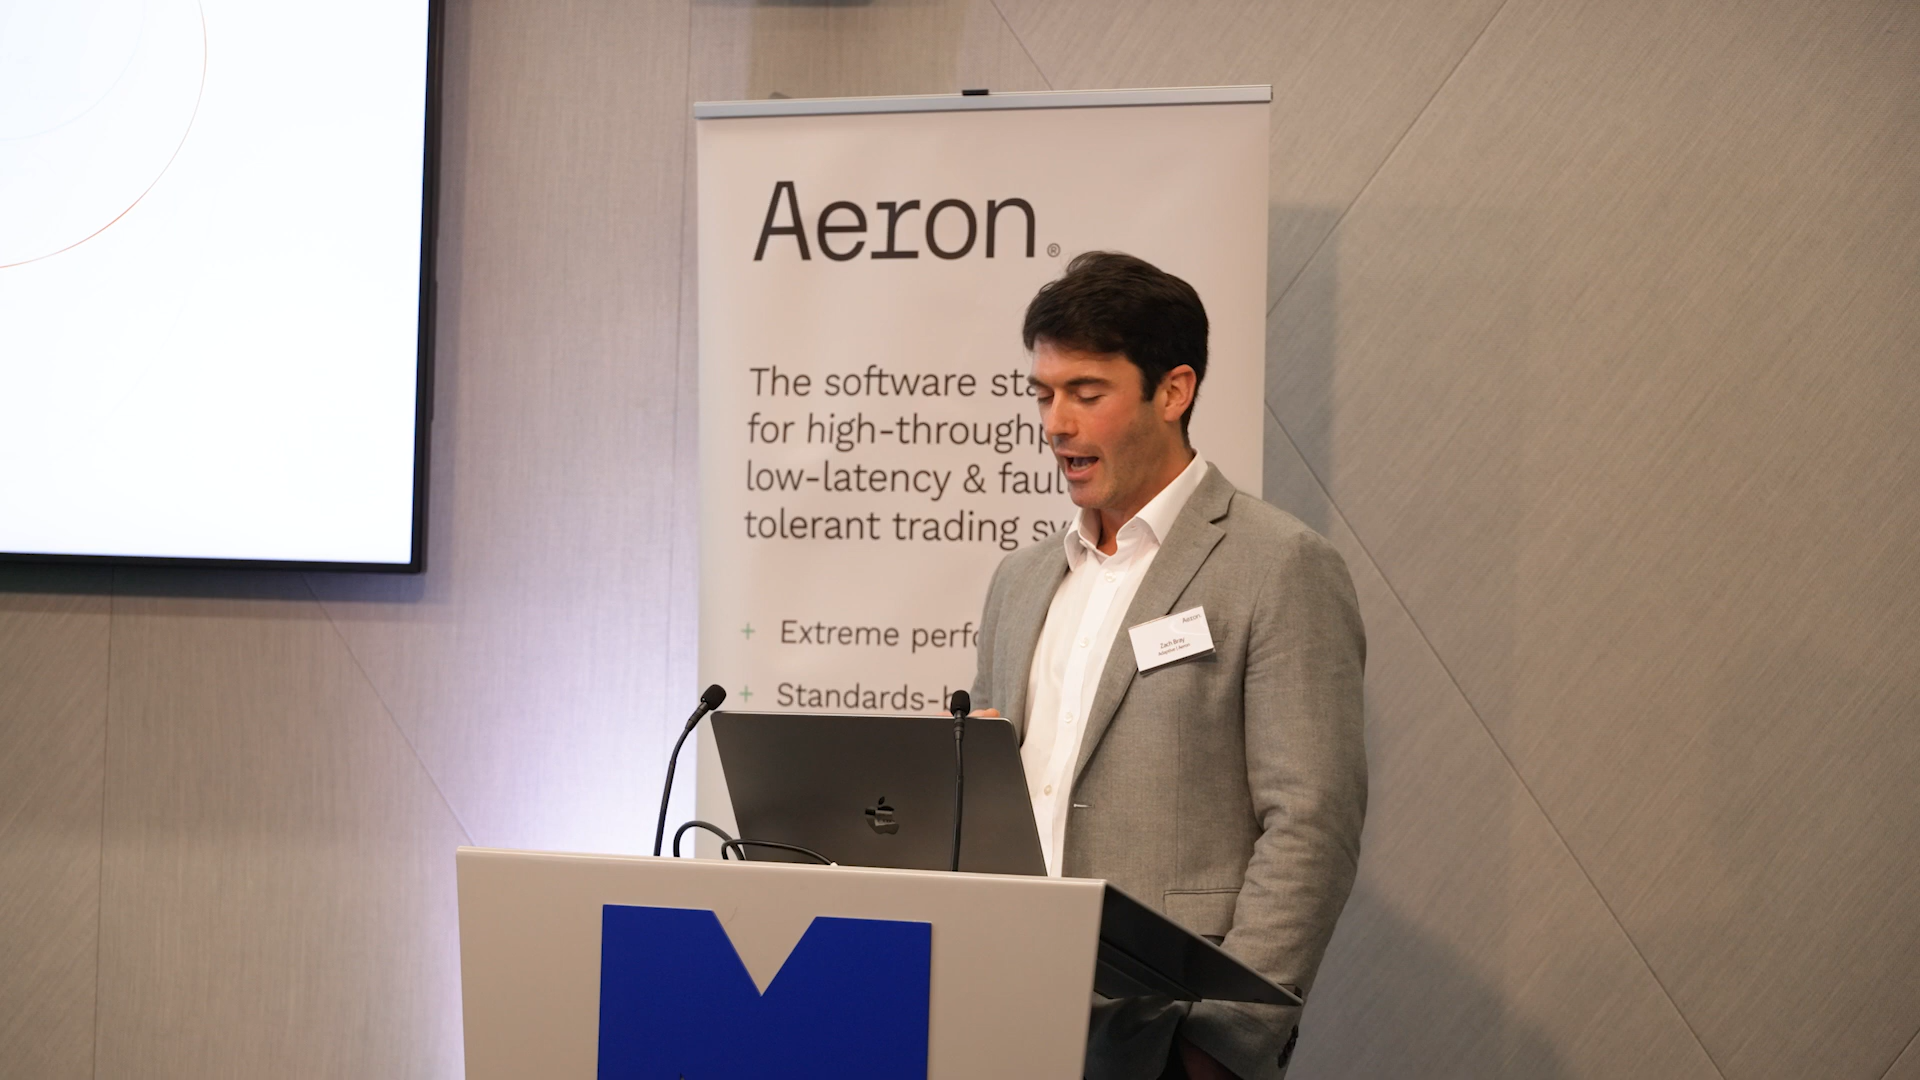 Aeron®
The software sta
for high-throughp
low-latency & faul
tolerant trading sy
+ Extreme perfo
+ Standards-b
Aeron
Zach Bray